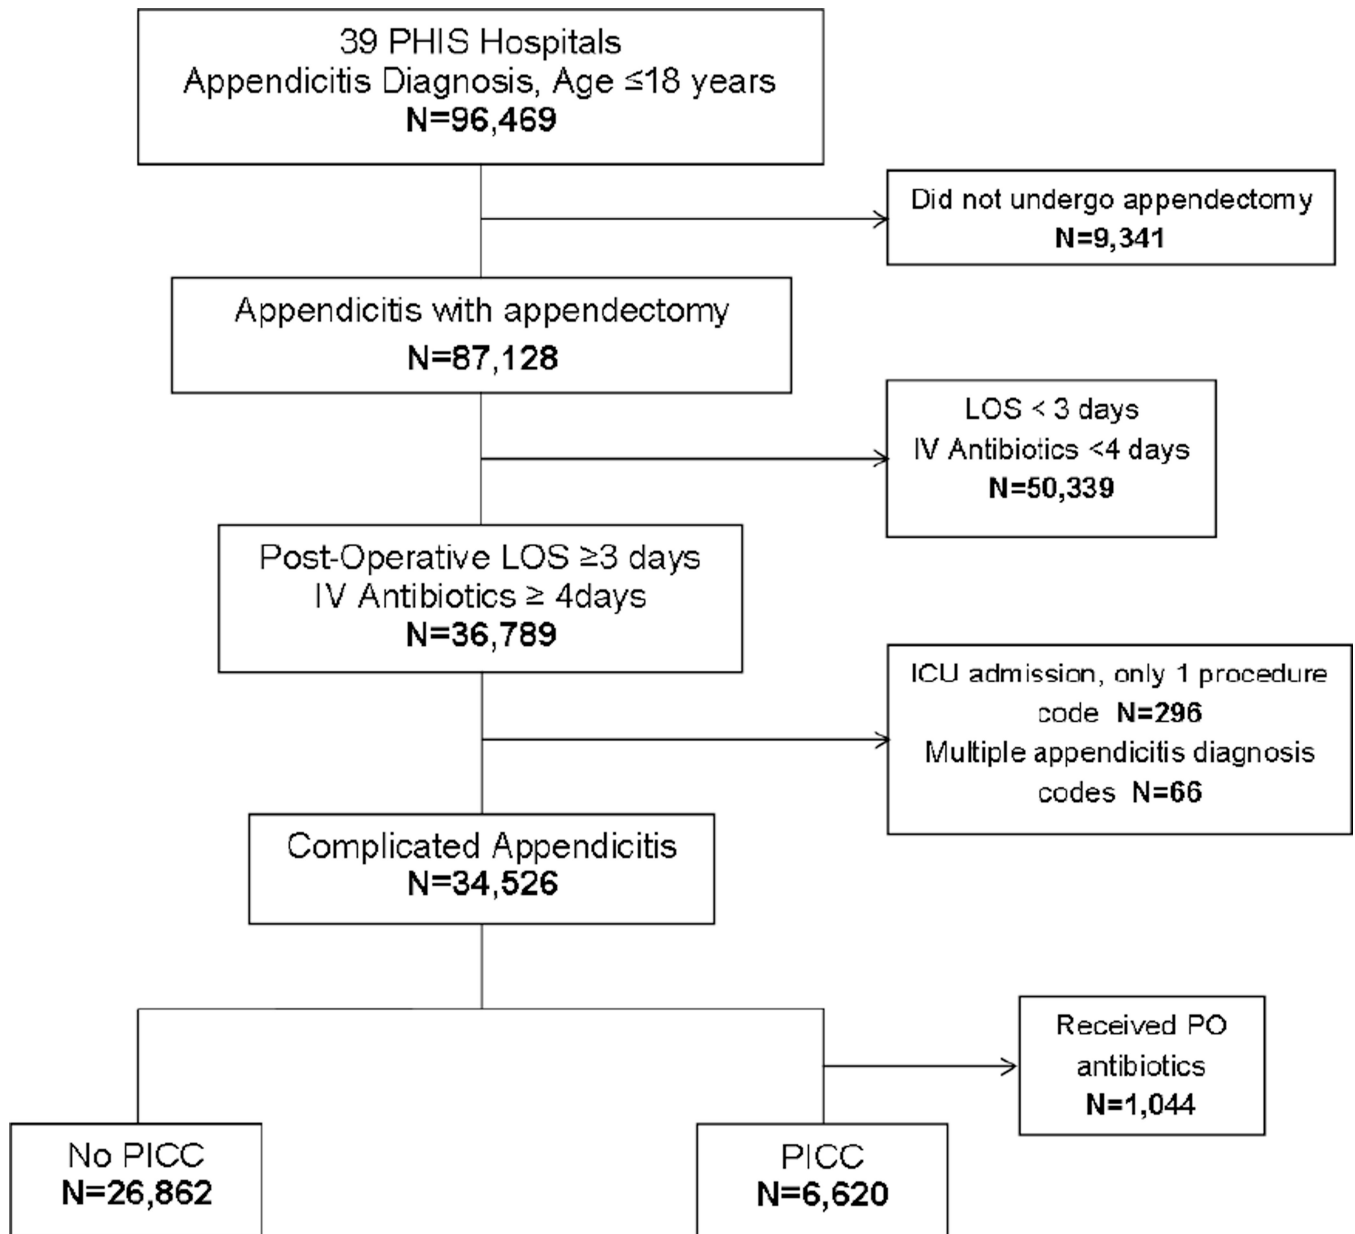 39 PHIS Hospitals
Appendicitis Diagnosis, Age ≤18 years
N=96,469
Did not undergo appendectomy
N=9,341
Appendicitis with appendectomy
N=87,128
LOS < 3 days
IV Antibiotics <4 days
N=50,339
Post-Operative LOS ≥3 days
IV Antibiotics ≥ 4days
N=36,789
ICU admission, only 1 procedure
code N=296
Multiple appendicitis diagnosis
codes N=66
Complicated Appendicitis
N=34,526
Received PO
antibiotics
N=1,044
No PICC
N=26,862
PICC
N=6,620